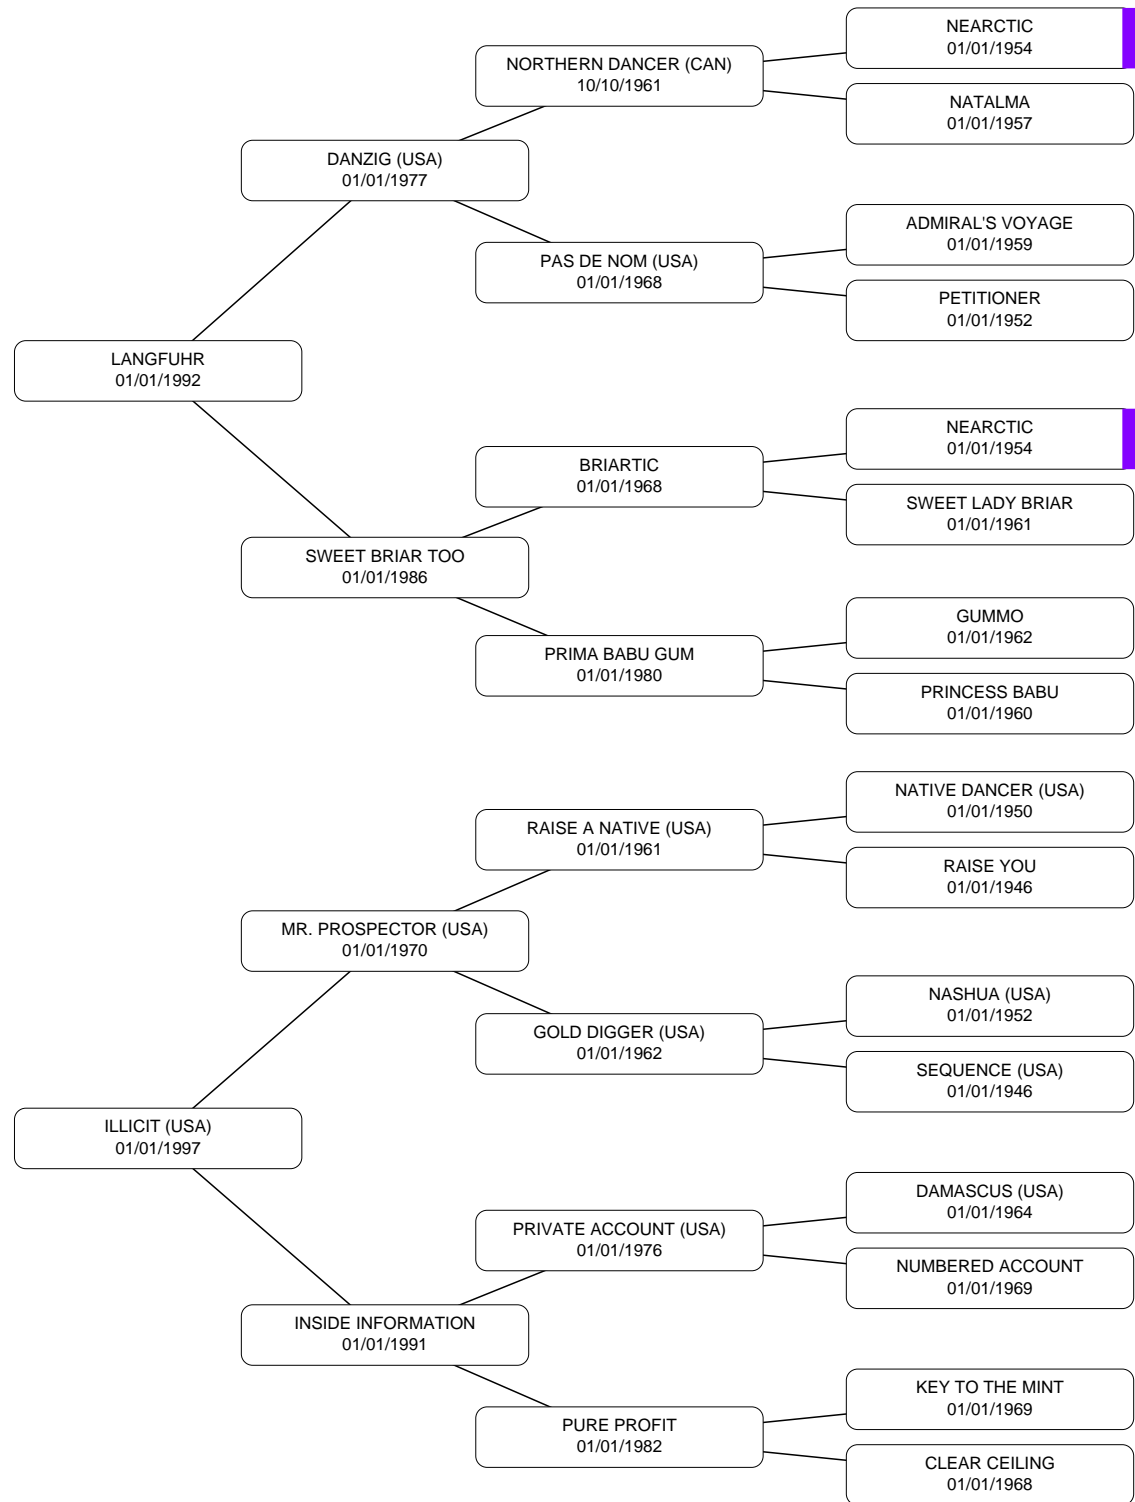 NEARCTIC
01/01/1954
NORTHERN DANCER (CAN)
10/10/1961
NATALMA
01/01/1957
DANZIG (USA)
01/01/1977
ADMIRAL'S VOYAGE
01/01/1959
PAS DE NOM (USA)
01/01/1968
PETITIONER
01/01/1952
LANGFUHR
01/01/1992
NEARCTIC
01/01/1954
BRIARTIC
01/01/1968
SWEET LADY BRIAR
01/01/1961
SWEET BRIAR TOO
01/01/1986
GUMMO
01/01/1962
PRIMA BABU GUM
01/01/1980
PRINCESS BABU
01/01/1960
NATIVE DANCER (USA)
01/01/1950
RAISE A NATIVE (USA)
01/01/1961
RAISE YOU
01/01/1946
MR. PROSPECTOR (USA)
01/01/1970
NASHUA (USA)
01/01/1952
GOLD DIGGER (USA)
01/01/1962
SEQUENCE (USA)
01/01/1946
ILLICIT (USA)
01/01/1997
DAMASCUS (USA)
01/01/1964
PRIVATE ACCOUNT (USA)
01/01/1976
NUMBERED ACCOUNT
01/01/1969
INSIDE INFORMATION
01/01/1991
KEY TO THE MINT
01/01/1969
PURE PROFIT
01/01/1982
CLEAR CEILING
01/01/1968